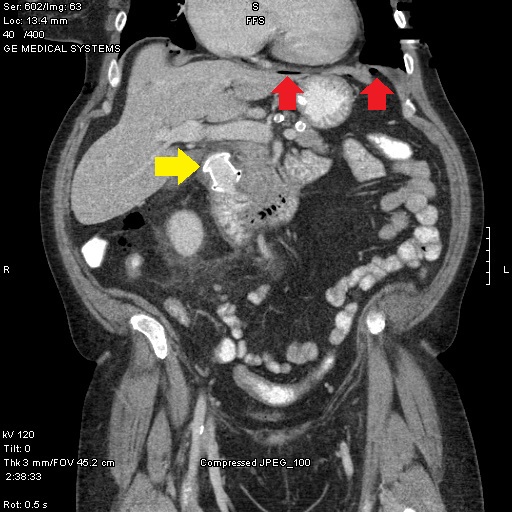 Ser: 602/Img: 63
Loc: 13.4 mm
40 /400
GE MEDICAL SYSTEMS
S
FFS
R
L
kV 120
Tilt: 0
Thk 3 mm/FOV 45.2 cm
2:38:33
Rot: 0.5 s
Compressed JPEG_100